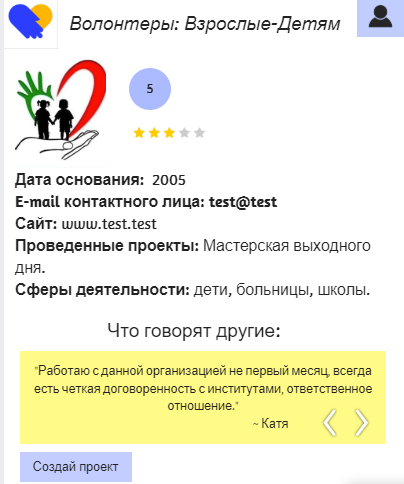 Волонтеры: Взрослые-Детям
5
Дата основания: 2005
E-mail контактного лица: test@test
Сайт: www.test.test
Проведенные проекты: Мастерская выходного
дня.
Сферы деятельности: дети, больницы, школы.
Что говорят другие:
"Работаю с данной организацией не первый месяц, всегда
есть четкая договоренность с институтами, ответственное
отношение."
~ Катя
Создай проект